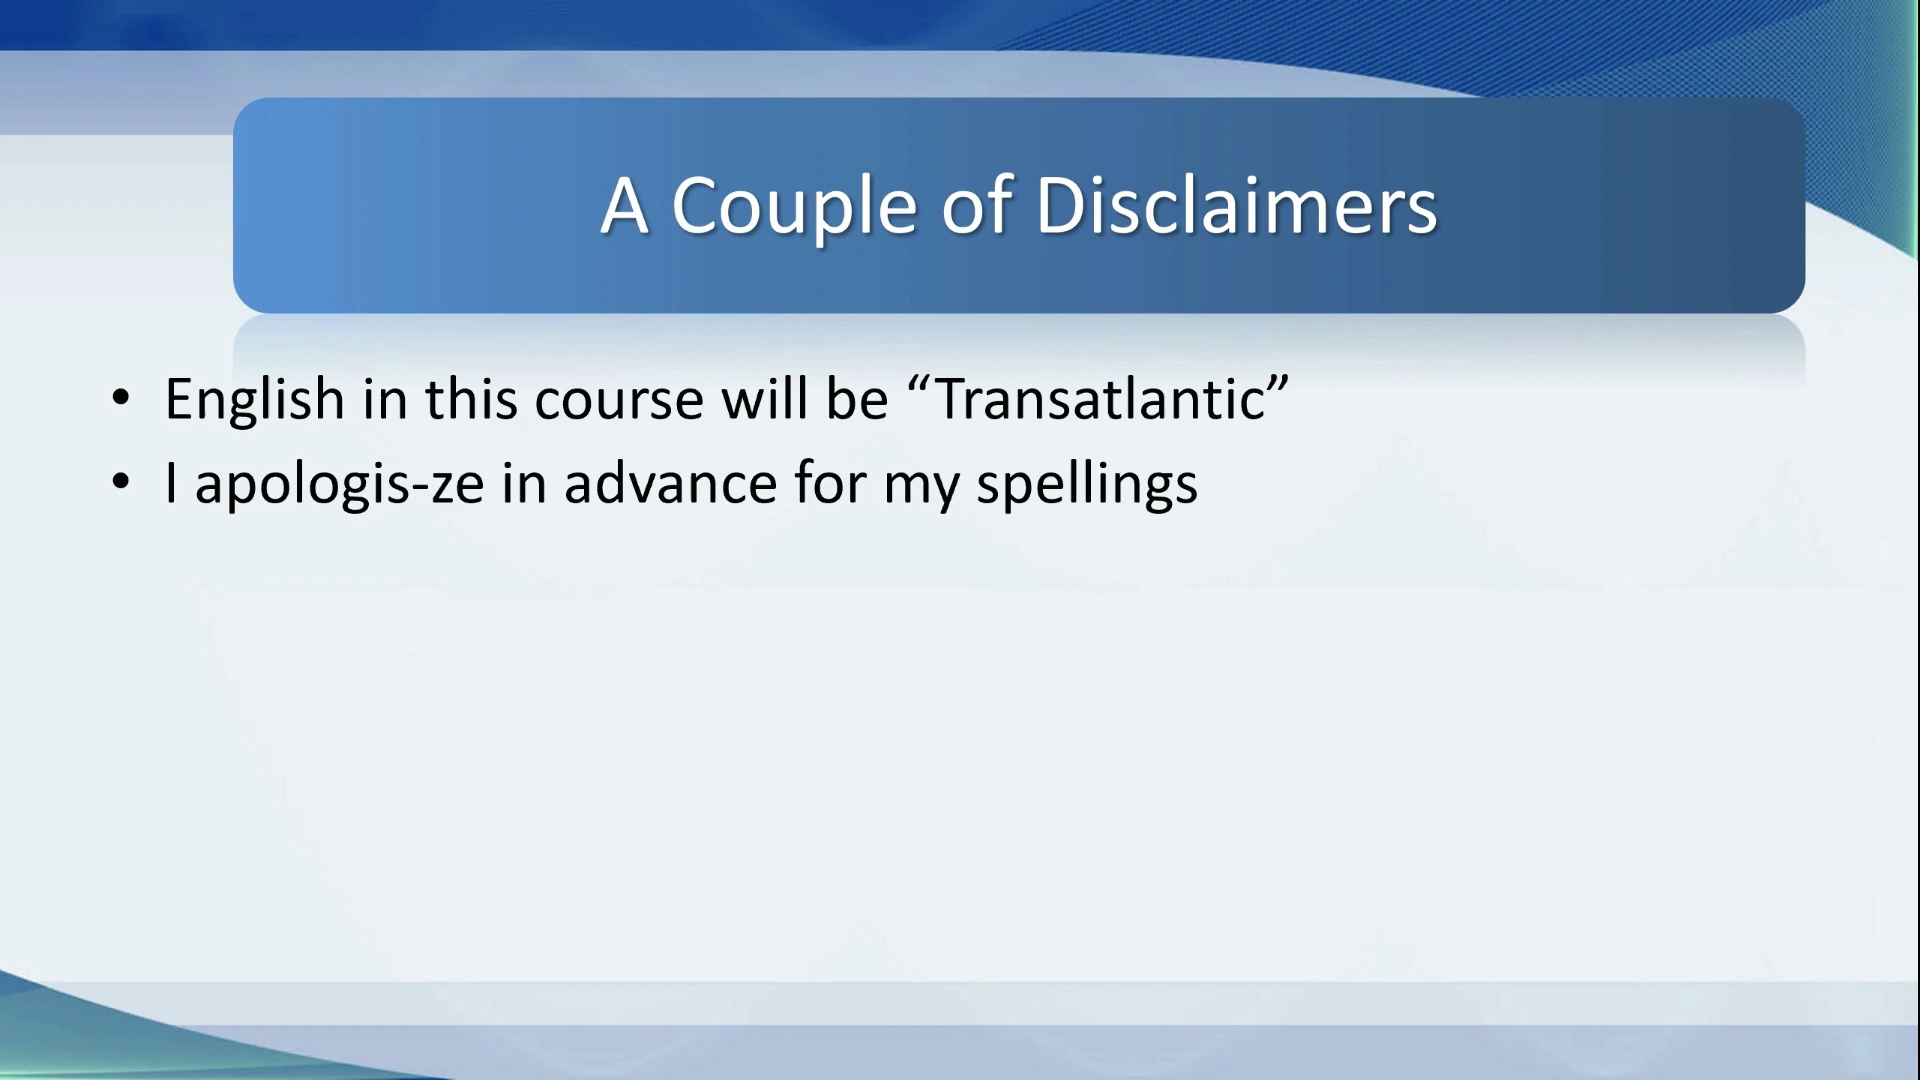 A Couple of Disclaimers
• English in this course will be “Transatlantic”
• I apologis-ze in advance for my spellings